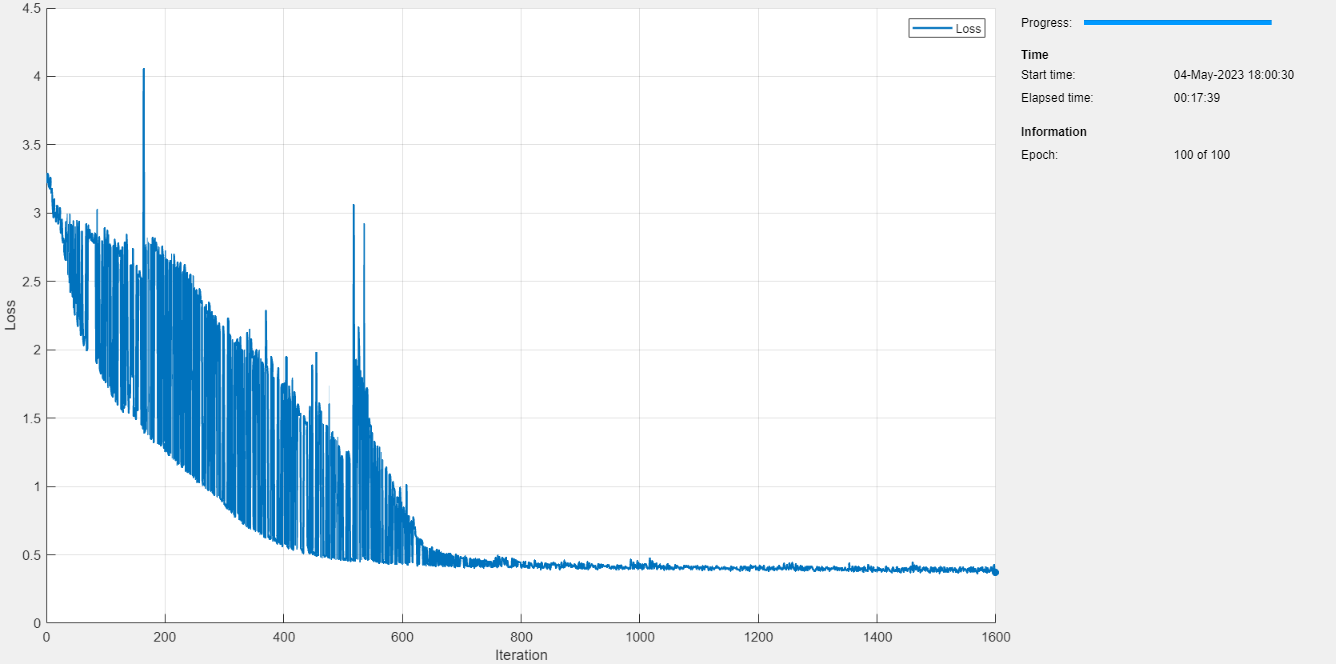 4.5
4
3.5
3
2.5
2
1.5
1
0.5
0
Loss
0 200 400 600 800 1000 1200 1400 1600
Iteration
Loss
Progress:
Time
Start time: 04-May-2023 18:00:30
Elapsed time: 00:17:39
Information
Epoch: 100 of 100